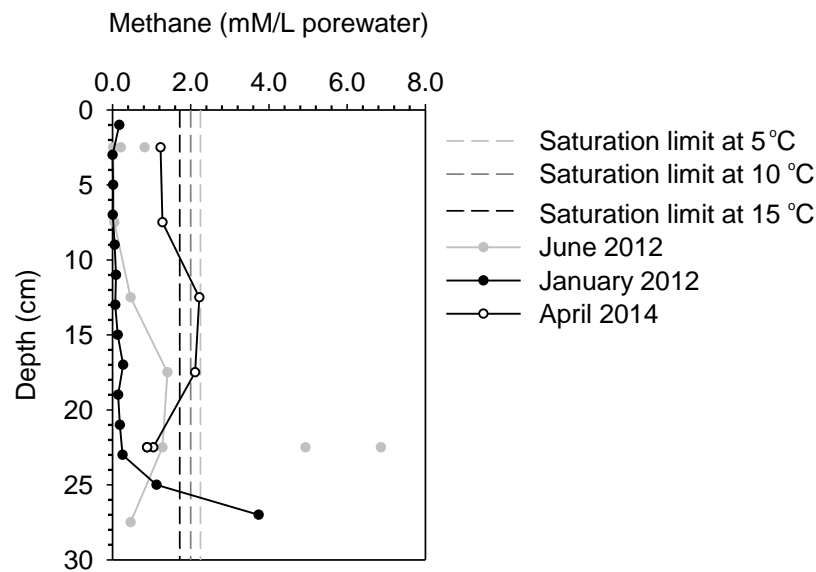 Methane (mM/L porewater)
0.0 2.0 4.0 6.0 8.0
0
5
10
15
20
25
30
Depth (cm)
Saturation limit at 5 °C
Saturation limit at 10 °C
Saturation limit at 15 °C
June 2012
January 2012
April 2014